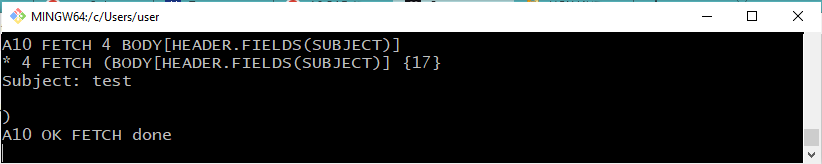 MINGW64:/c/Users/user
A10 FETCH 4 BODY[HEADER.FIELDS(SUBJECT)]
* 4 FETCH (BODY[HEADER.FIELDS(SUBJECT)] {17}
Subject: test
)
A10 OK FETCH done